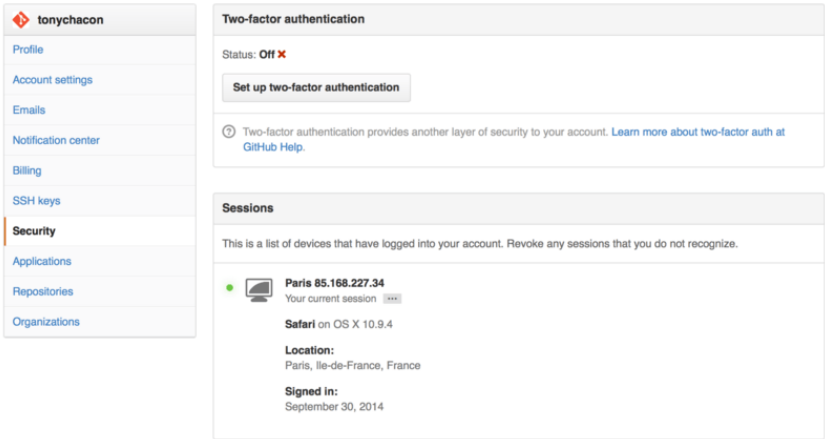 tonychacon
Profile
Account settings
Emails
Notification center
Billing
SSH keys
Security
Applications
Repositories
Organizations
Two-factor authentication
Status: Off ✖
Set up two-factor authentication
Two-factor authentication provides another layer of security to your account. Learn more about two-factor auth at
GitHub Help.
Sessions
This is a list of devices that have logged into your account. Revoke any sessions that you do not recognize.
Paris 85.168.227.34
Your current session ···
Safari on OS X 10.9.4
Location:
Paris, Ile-de-France, France
Signed in:
September 30, 2014